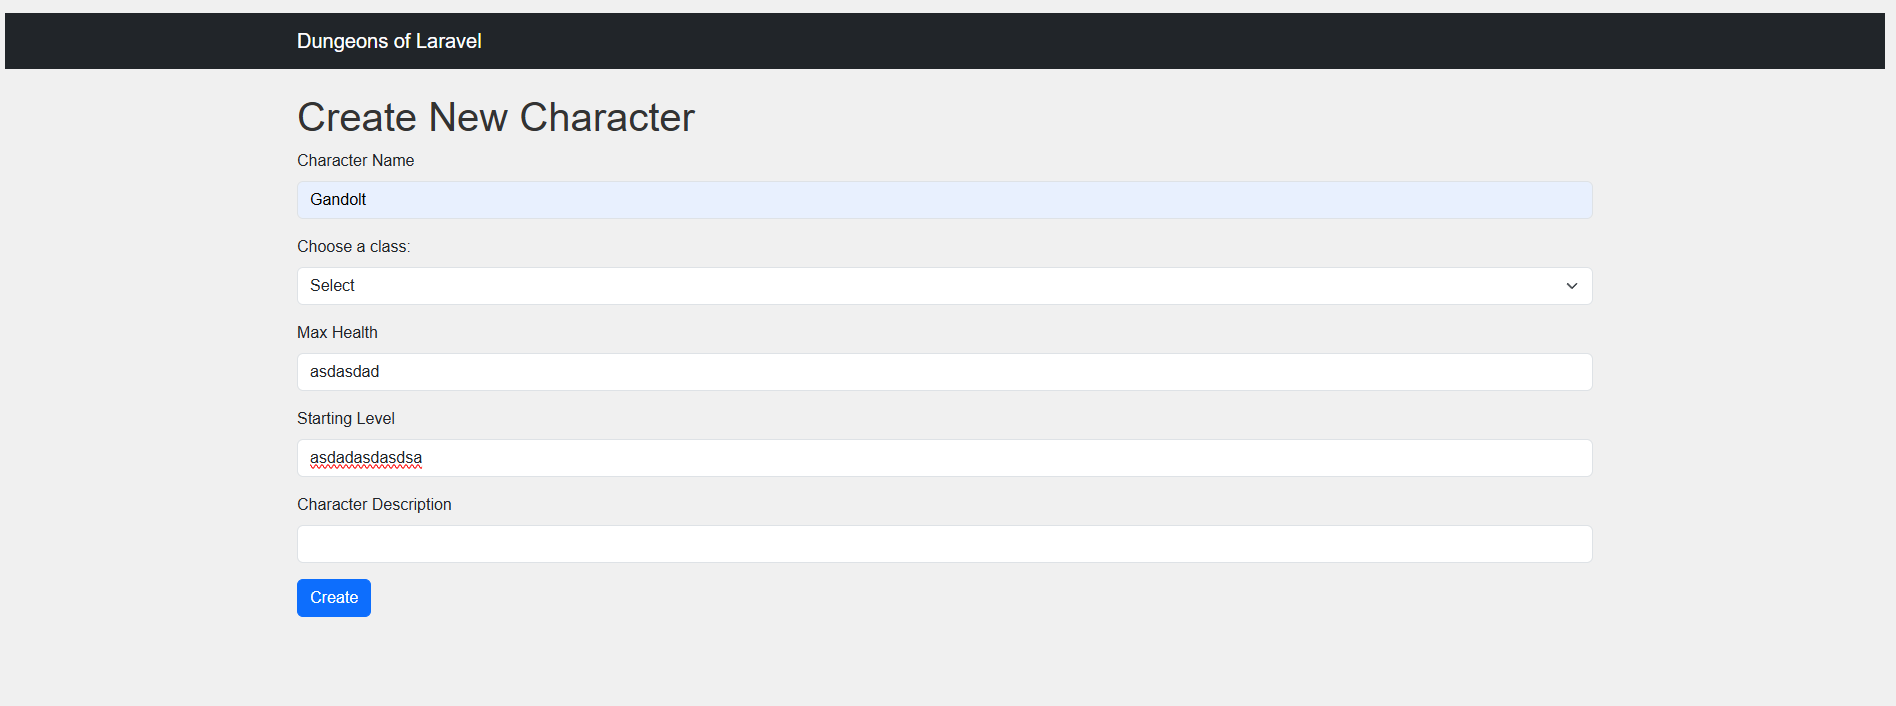 Dungeons of Laravel
Create New Character
Character Name
Gandolt
Choose a class:
Select
Max Health
asdasdad
Starting Level
asdadasdasdsa
Character Description
Create